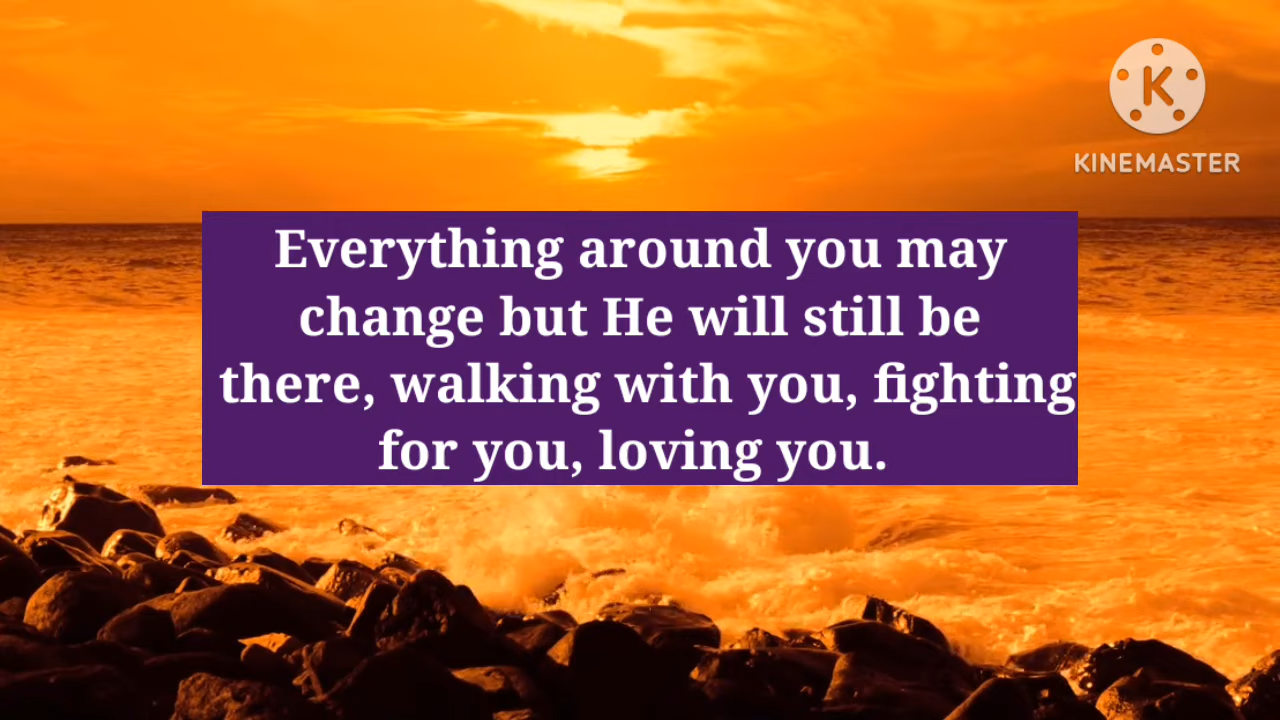 K
KINEMASTER
Everything around you may
change but He will still be
there, walking with you, fighting
for you, loving you.